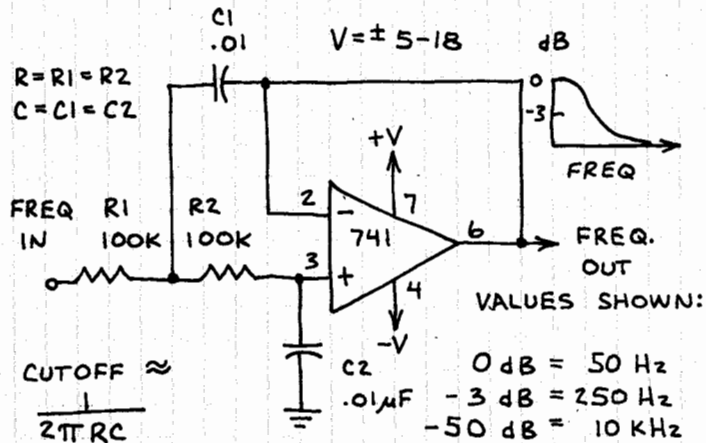 C1
.01
V = ± 5-18
dB
R = R1 = R2
C = C1 = C2
0
-3
FREQ
+V
FREQ IN
R1 100K
R2 100K
2
-
7
741
6
3
+
4
-V
FREQ. OUT
VALUES SHOWN:
C2
.01µF
CUTOFF ≈
1
2π RC
0 dB = 50 Hz
-3 dB = 250 Hz
-50 dB = 10 KHz